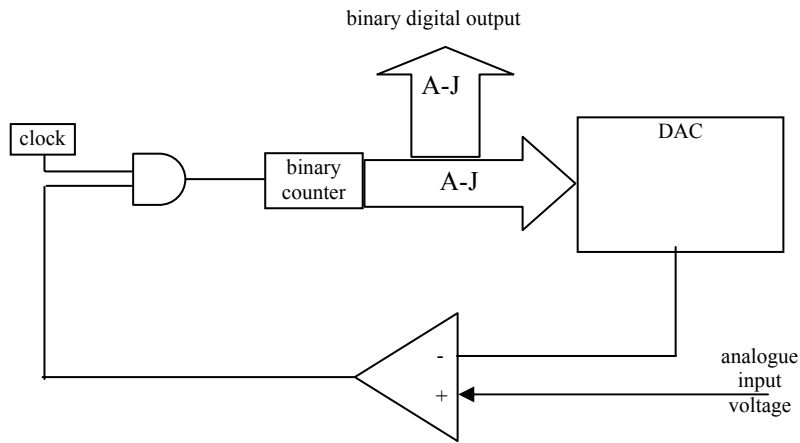 binary digital output
A-J
clock
DAC
binary
counter
A-J
-
+
analogue
input
voltage